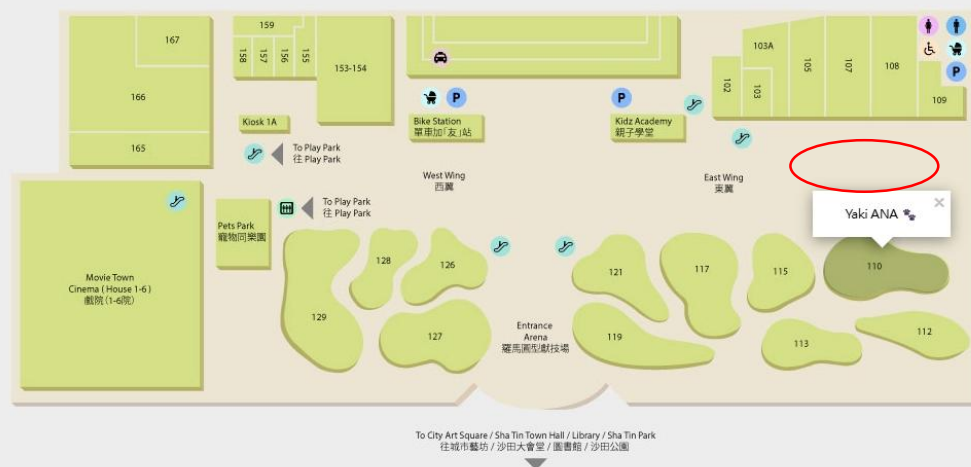 167
159
158
157
156
155
153-154
166
165
103A
102
103
105
107
108
109
P
P
P
Kiosk 1A
Bike Station
單車加「友」站
Kidz Academy
親子學堂
To Play Park
往 Play Park
West Wing
西翼
East Wing
東翼
To Play Park
往 Play Park
Pets Park
寵物同樂園
Yaki ANA
Movie Town
Cinema ( House 1-6 )
戲院 (1-6院)
128
126
129
127
121
117
115
110
119
113
112
Entrance
Arena
羅馬圓型獻技場
To City Art Square / Sha Tin Town Hall / Library / Sha Tin Park
往城市藝坊 / 沙田大會堂 / 圖書館 / 沙田公園